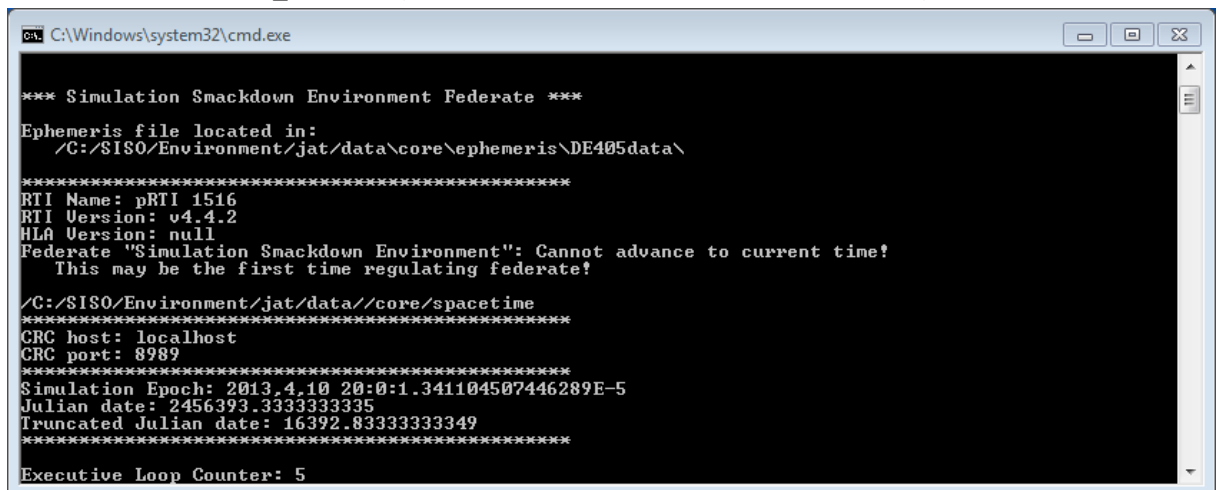 C:\Windows\system32\cmd.exe
*** Simulation Smackdown Environment Federate ***
Ephemeris file located in:
/C:/SISO/Environment/jat/data\core\ephemeris\DE405data\
************************************************
RTI Name: pRTI 1516
RTI Version: v4.4.2
HLA Version: null
Federate "Simulation Smackdown Environment": Cannot advance to current time!
This may be the first time regulating federate!
/C:/SISO/Environment/jat/data//core/spacetime
************************************************
CRC host: localhost
CRC port: 8989
************************************************
Simulation Epoch: 2013,4,10 20:0:1.341104507446289E-5
Julian date: 2456393.3333333335
Truncated Julian date: 16392.83333333349
************************************************
Executive Loop Counter: 5